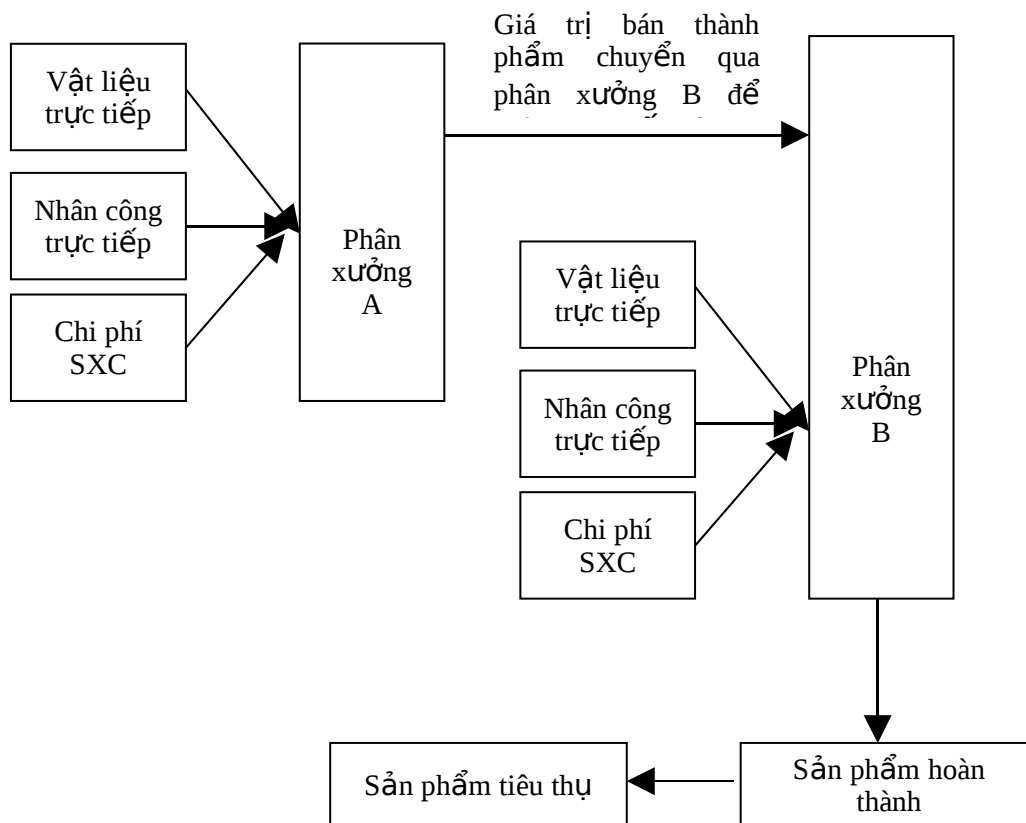 Giá trị bán thành
phẩm chuyển qua
phân xưởng B để
Vật liệu
trực tiếp
Nhân công
trực tiếp
Chi phí
SXC
Phân
xưởng
A
Vật liệu
trực tiếp
Nhân công
trực tiếp
Chi phí
SXC
Phân
xưởng
B
Sản phẩm tiêu thụ
Sản phẩm hoàn
thành